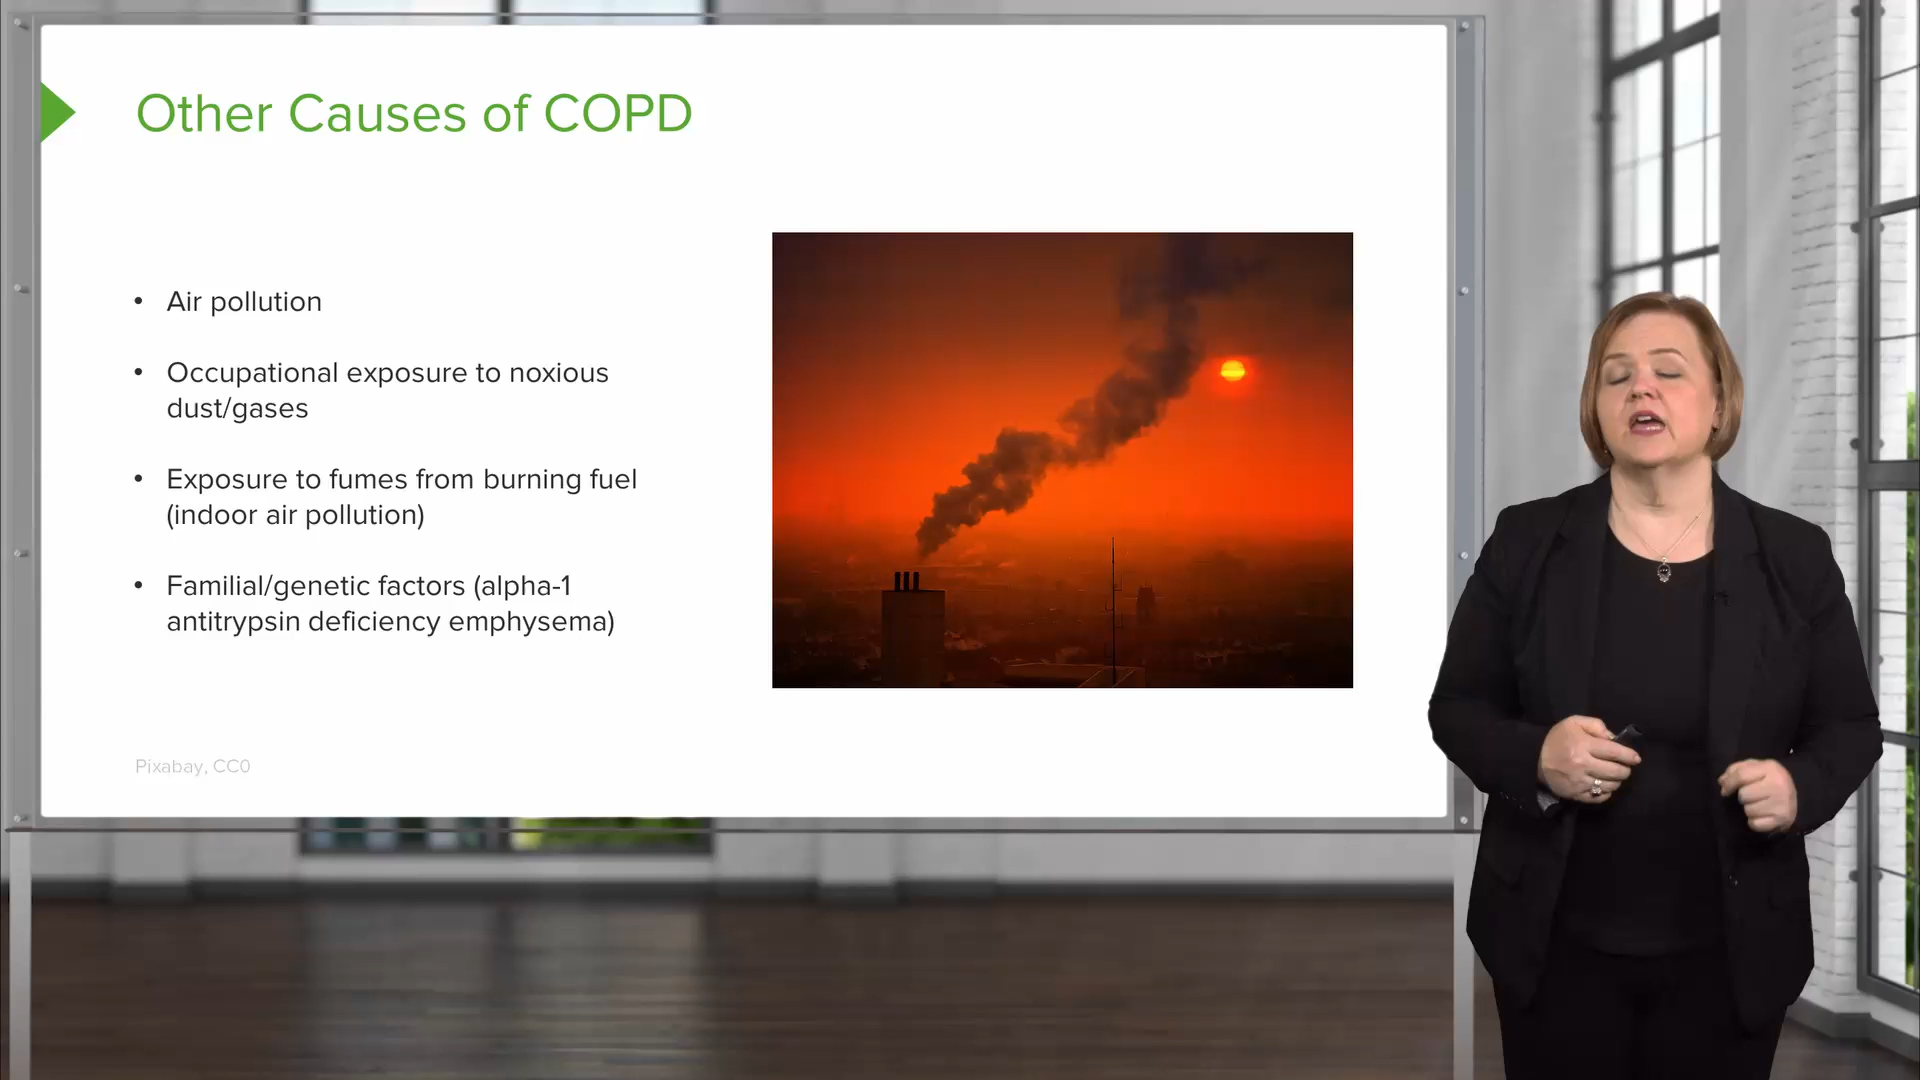 Other Causes of COPD
• Air pollution
• Occupational exposure to noxious
dust/gases
• Exposure to fumes from burning fuel
(indoor air pollution)
• Familial/genetic factors (alpha-1
antitrypsin deficiency emphysema)
Pixabay, CC0